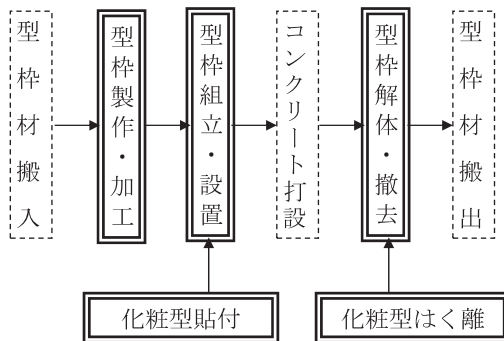 型枠材搬入
型枠製作・加工
型枠組立・設置
コンクリート打設
型枠解体・撤去
型枠材搬出
化粧型貼付
化粧型はく離